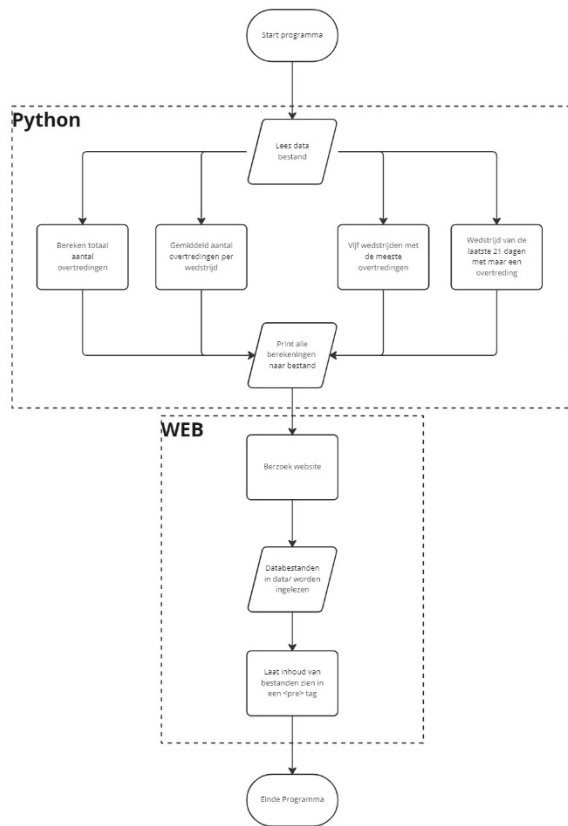 Start programma
Python
Lees data
bestand
Bereken totaal
aantal
overtredingen
Gemiddeld aantal
overtredingen per
wedstrijd
Vijf wedstrijden met
de meeste
overtredingen
Wedstrijd van de
laatste 21 dagen
met maar een
overtreding
Print alle
berekeningen
naar bestand
WEB
Berzoek website
Databestanden
in data/ worden
ingelezen
Laat inhoud van
bestanden zien in
een <pre> tag
Einde Programma